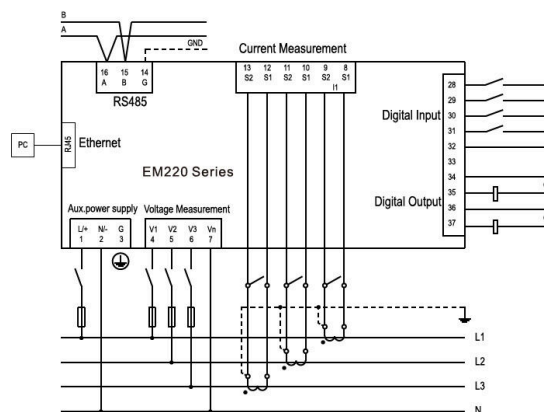 B
A
GND
Current Measurement
16 15 14
A B G
RS485
13 12 11 10 9 8
S2 S1 S2 S1 S2 S1
I1
28
29
30
31
32
33
34
35
36
37
Digital Input
Digital Output
PC
RJ45
Ethernet
EM220 Series
Aux.power supply
Voltage Measurement
L/+ N/- G
1 2 3
V1 V2 V3 Vn
4 5 6 7
L1
L2
L3
N